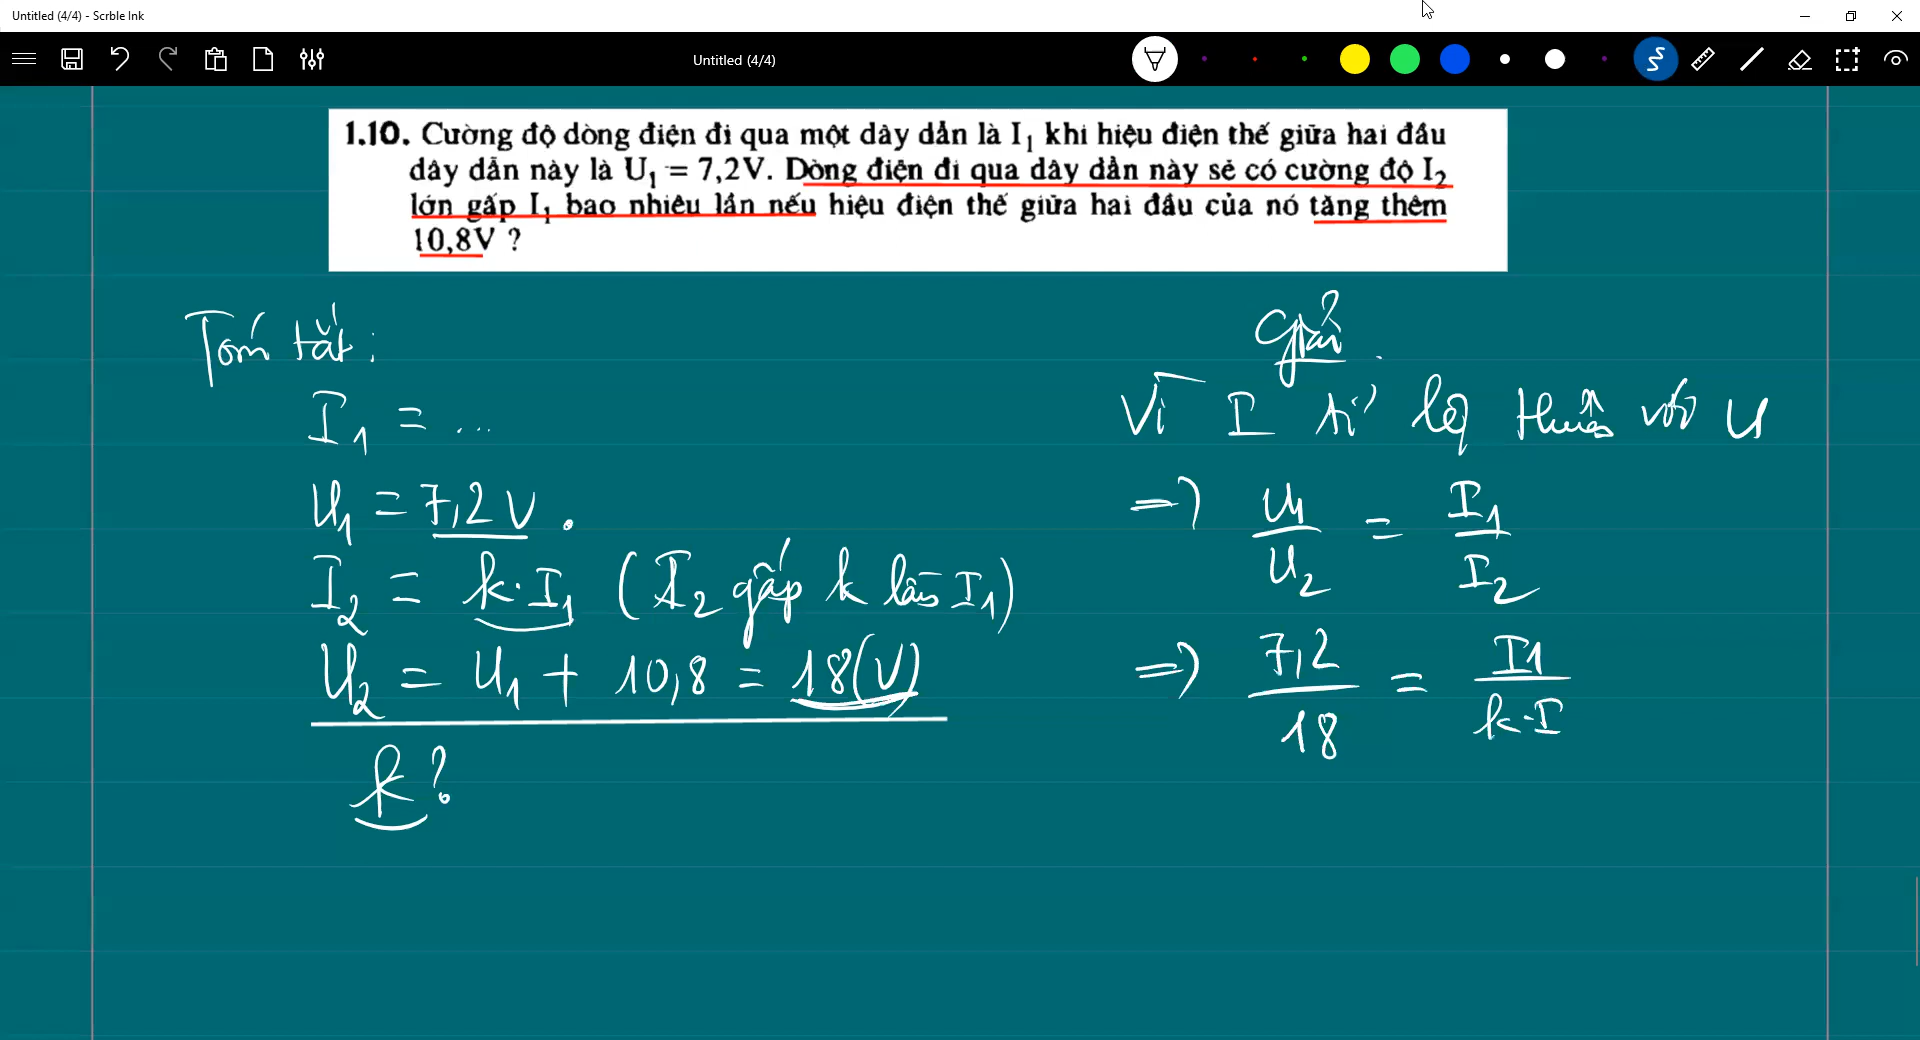 Untitled (4/4) - Scrble Ink
Untitled (4/4)
1.10. Cường độ dòng điện đi qua một dây dẫn là I₁ khi hiệu điện thế giữa hai đầu
dây dẫn này là U₁ = 7,2V. Dòng điện đi qua dây dẫn này sẽ có cường độ I₂
lớn gấp I₁ bao nhiêu lần nếu hiệu điện thế giữa hai đầu của nó tăng thêm
10,8V ?
Tóm tắt:
I₁ = ...
U₁ = 7,2 V.
I₂ = k.I₁ (I₂ gấp k lần I₁)
U₂ = U₁ + 10,8 = 18(V)
k?
Giải
Vì I tỉ lệ thuận với U
=> U₁/U₂ = I₁/I₂
=> 7,2/18 = I1/k.I